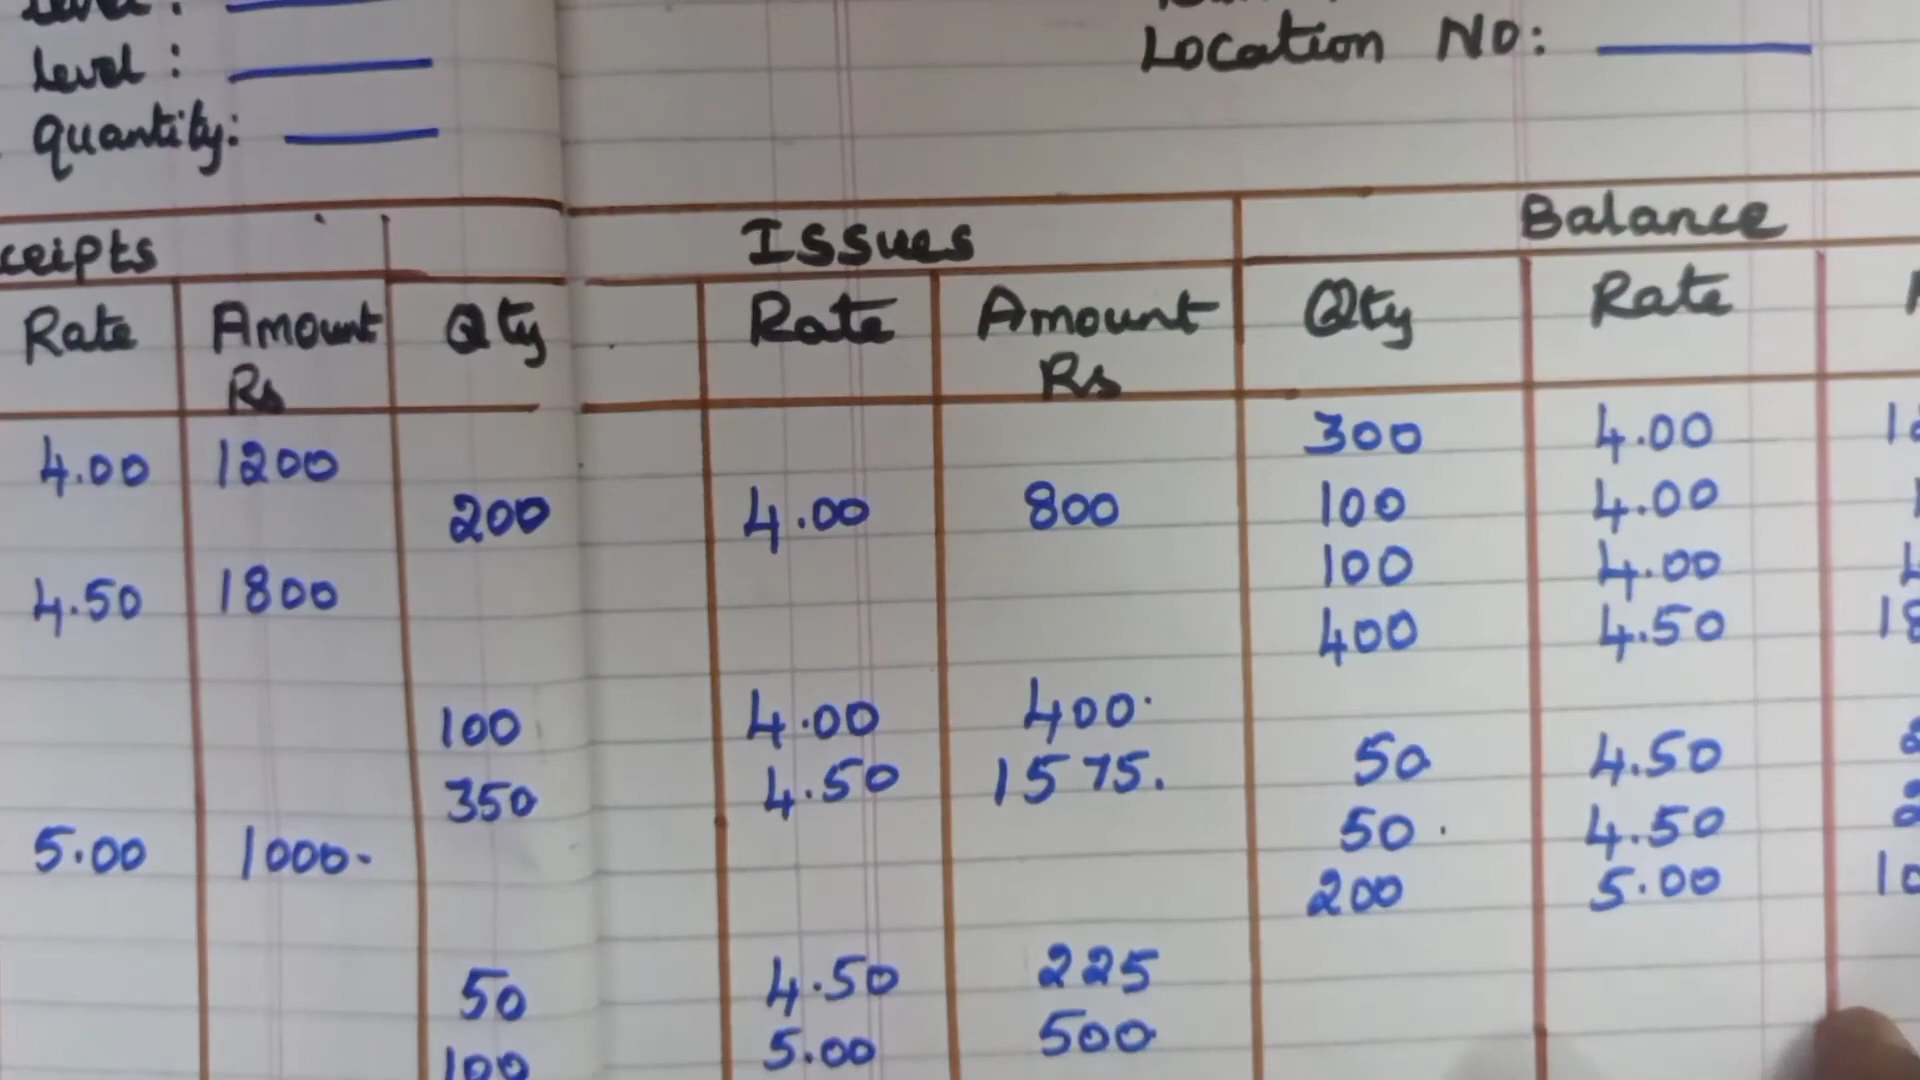 Level:
Level:
Quantity:
Location NO:
ceipts Issues Balance
Rate Amount Rs Qty Rate Amount Rs Qty Rate
4.00 1200 300 4.00
200 4.00 800 100 4.00
4.50 1800 100 4.00
400 4.50
100 4.00 400.
350 4.50 1575. 50 4.50
5.00 1000- 50. 4.50
200 5.00
50 4.50 225
100 5.00 500